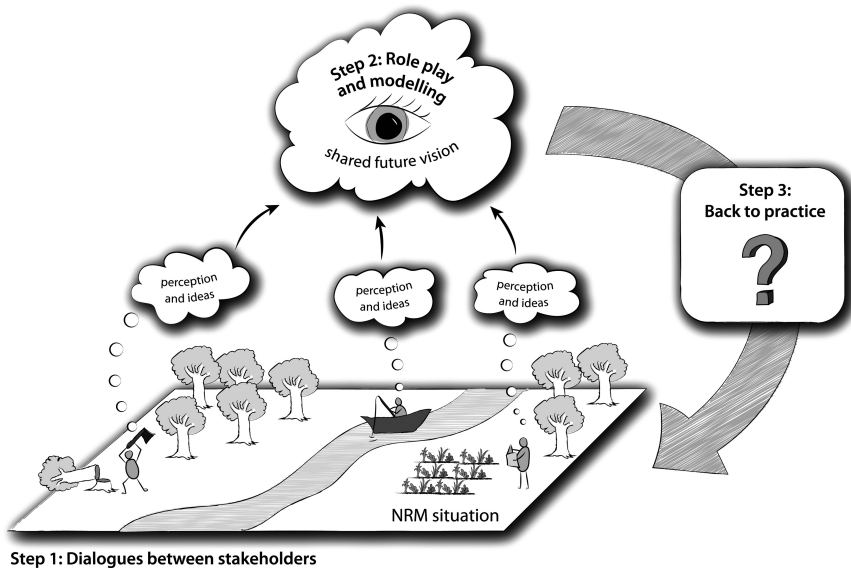 Step 2: Role play
and modelling
shared future vision
Step 3:
Back to practice
?
perception
and ideas
perception
and ideas
perception
and ideas
NRM situation
Step 1: Dialogues between stakeholders